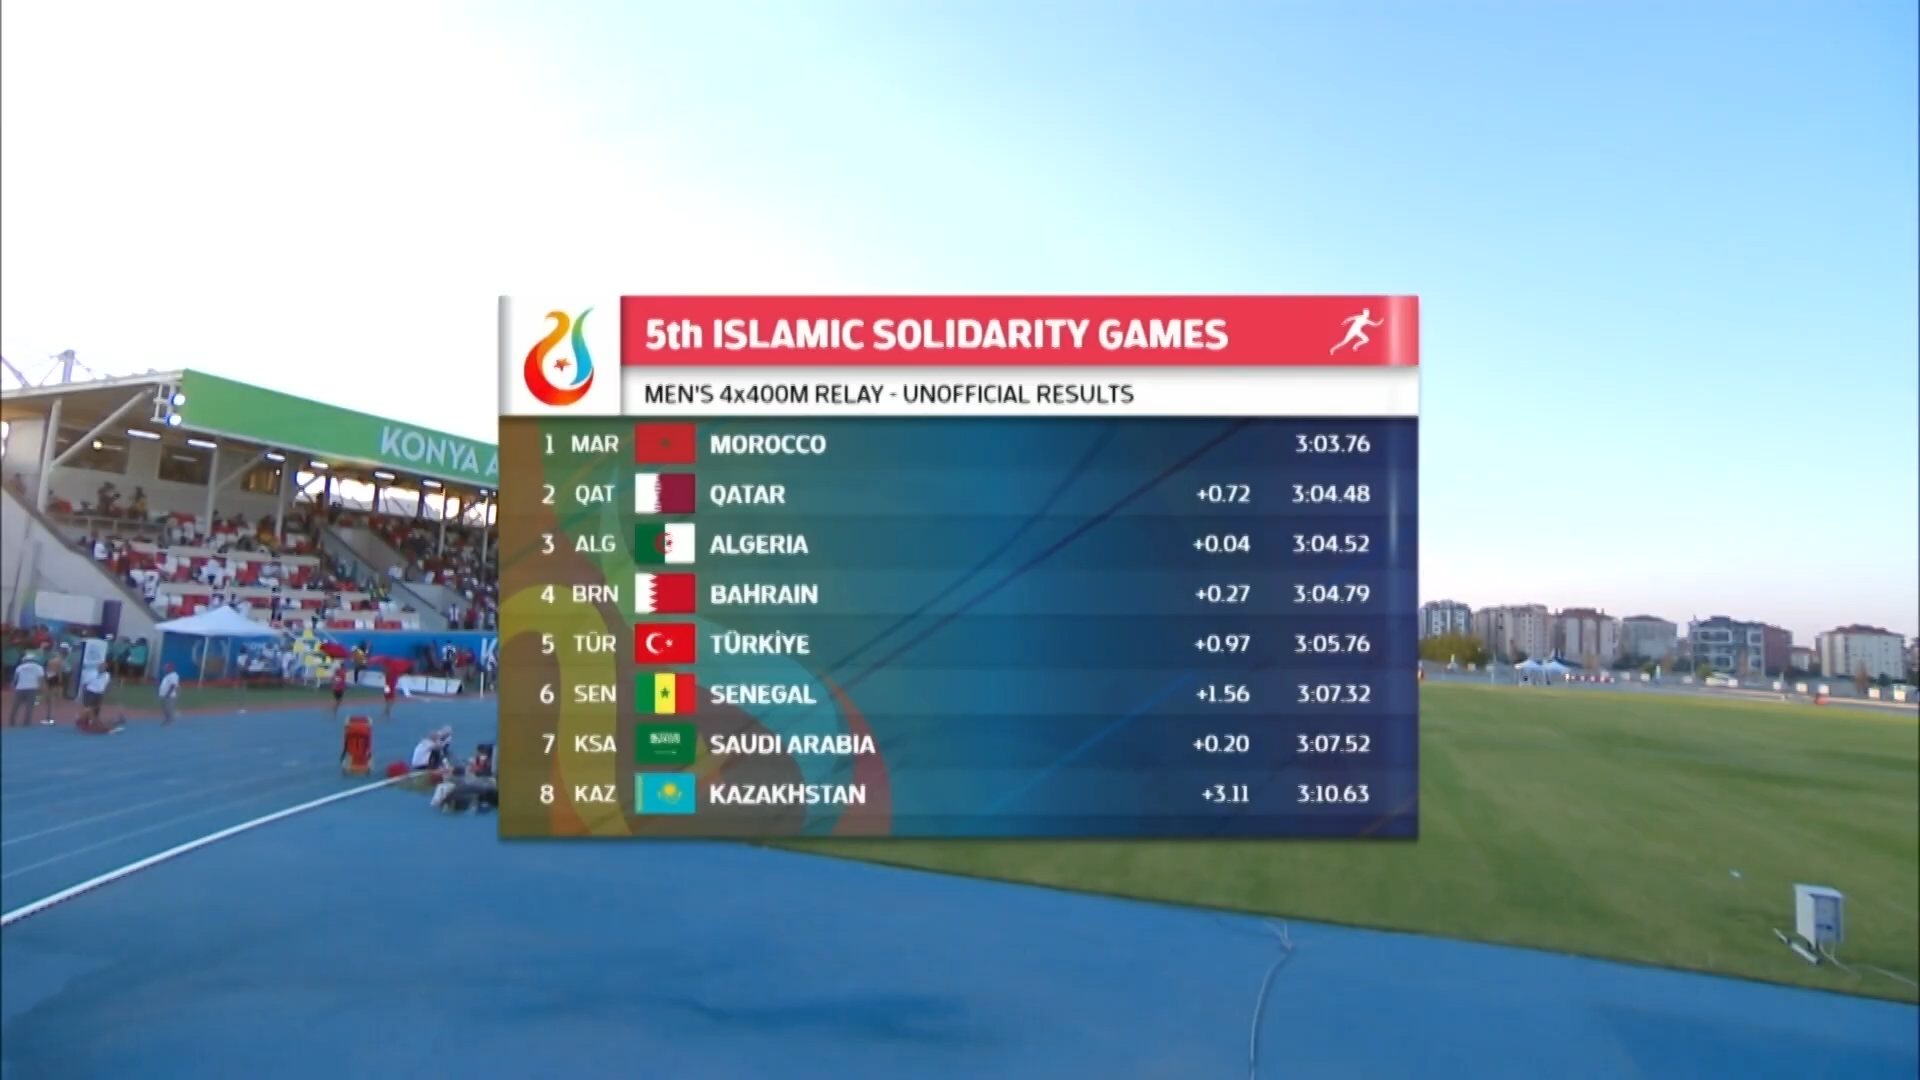 5th ISLAMIC SOLIDARITY GAMES
MEN'S 4x400M RELAY - UNOFFICIAL RESULTS
1 MAR MOROCCO 3:03.76
2 QAT QATAR +0.72 3:04.48
3 ALG ALGERIA +0.04 3:04.52
4 BRN BAHRAIN +0.27 3:04.79
5 TÜR TÜRKİYE +0.97 3:05.76
6 SEN SENEGAL +1.56 3:07.32
7 KSA SAUDI ARABIA +0.20 3:07.52
8 KAZ KAZAKHSTAN +3.11 3:10.63
KONYA